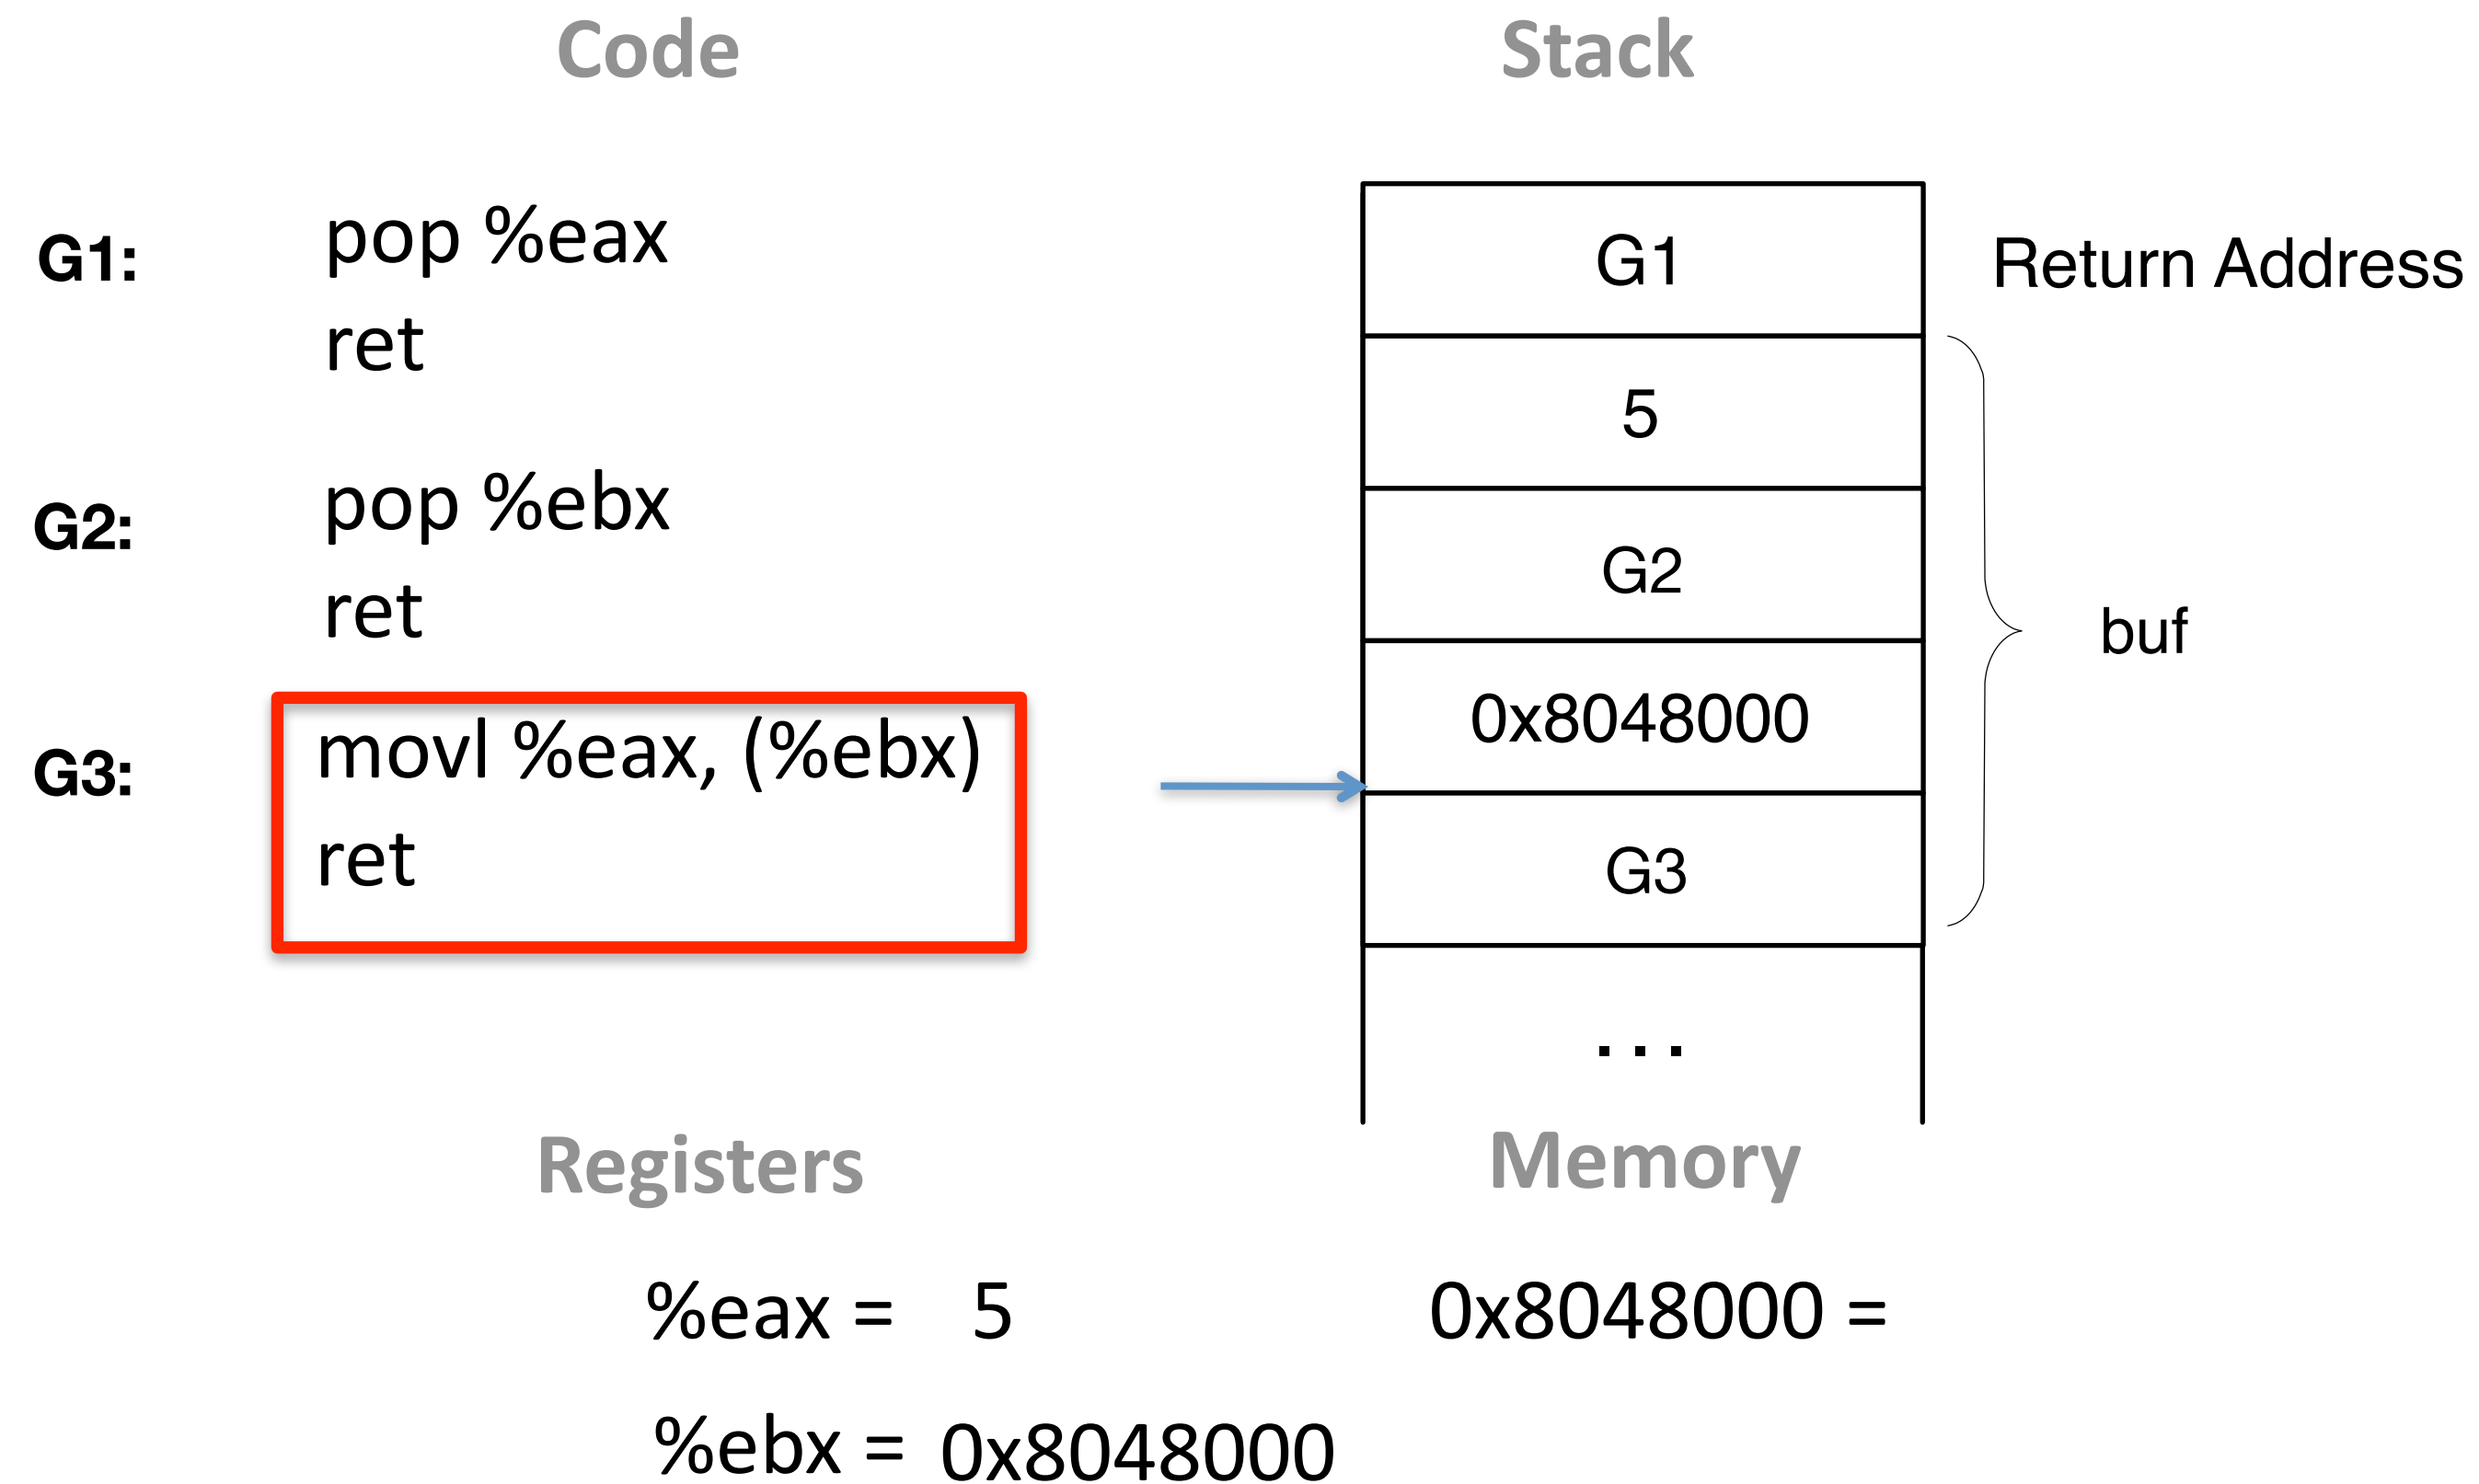 Code
G1: pop %eax
ret
G2: pop %ebx
ret
G3: movl %eax, (%ebx)
ret
Stack
G1 Return Address
5
G2
buf
0x8048000
G3
...
Registers
%eax = 5
%ebx = 0x8048000
Memory
0x8048000 =